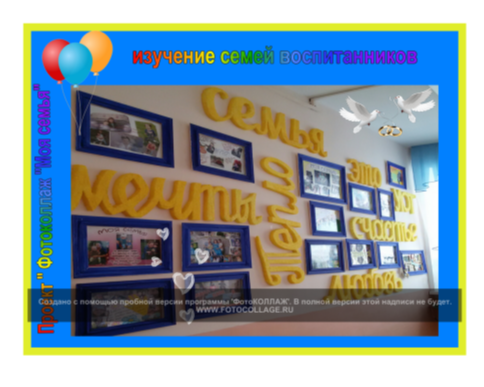 изучение семей воспитанников
Проект " Фотоколлаж "Моя семья"
семья
мечты
Тепло
это
счастье
любовь
Создано с помощью пробной версии программы "ФотоКОЛЛАЖ". В полной версии этой надписи не будет.
WWW.FOTOCOLLAGE.RU